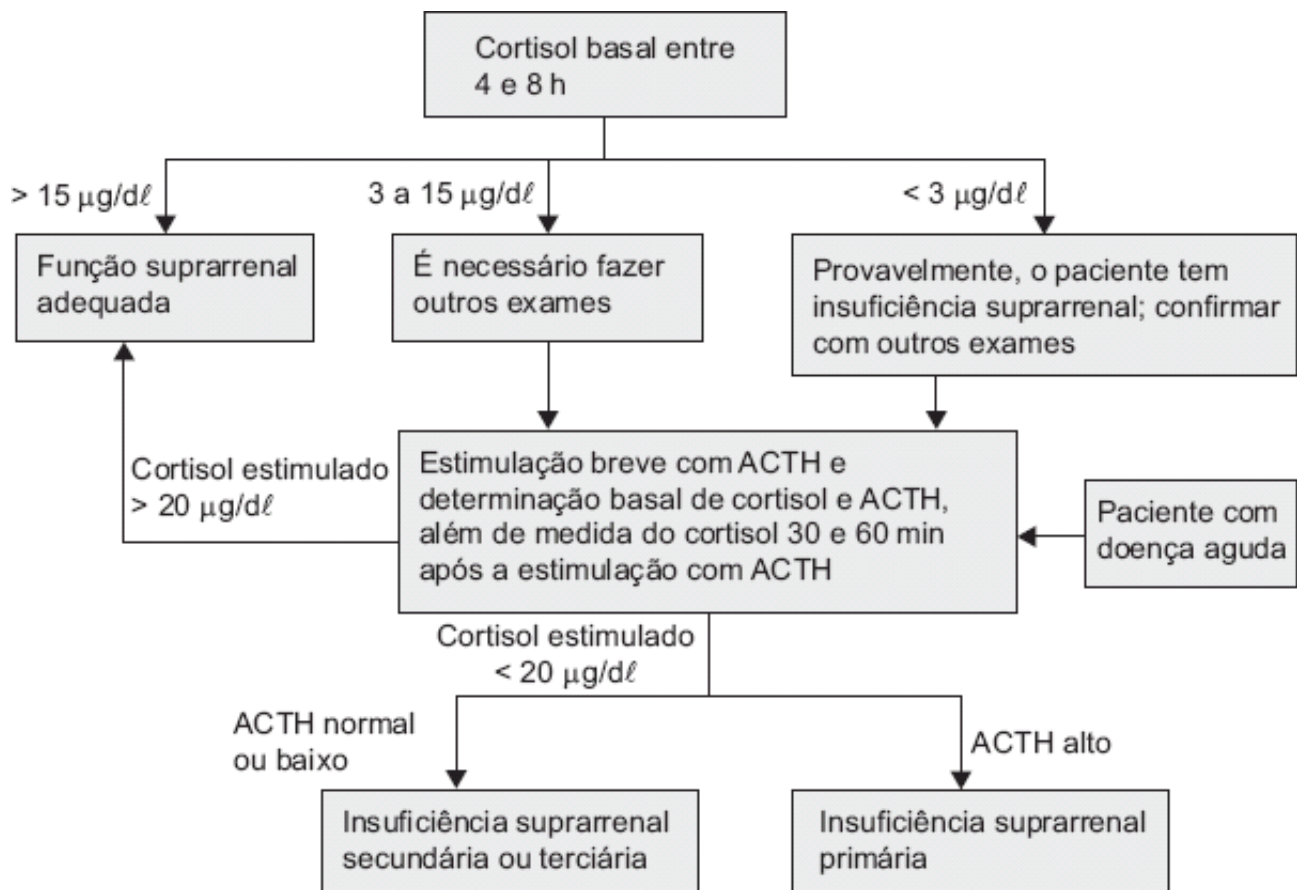 Cortisol basal entre
4 e 8 h
> 15 µg/dℓ
3 a 15 µg/dℓ
< 3 µg/dℓ
Função suprarrenal
adequada
É necessário fazer
outros exames
Provavelmente, o paciente tem
insuficiência suprarrenal; confirmar
com outros exames
Cortisol estimulado
> 20 µg/dℓ
Estimulação breve com ACTH e
determinação basal de cortisol e ACTH,
além de medida do cortisol 30 e 60 min
após a estimulação com ACTH
Paciente com
doença aguda
Cortisol estimulado
< 20 µg/dℓ
ACTH normal
ou baixo
ACTH alto
Insuficiência suprarrenal
secundária ou terciária
Insuficiência suprarrenal
primária